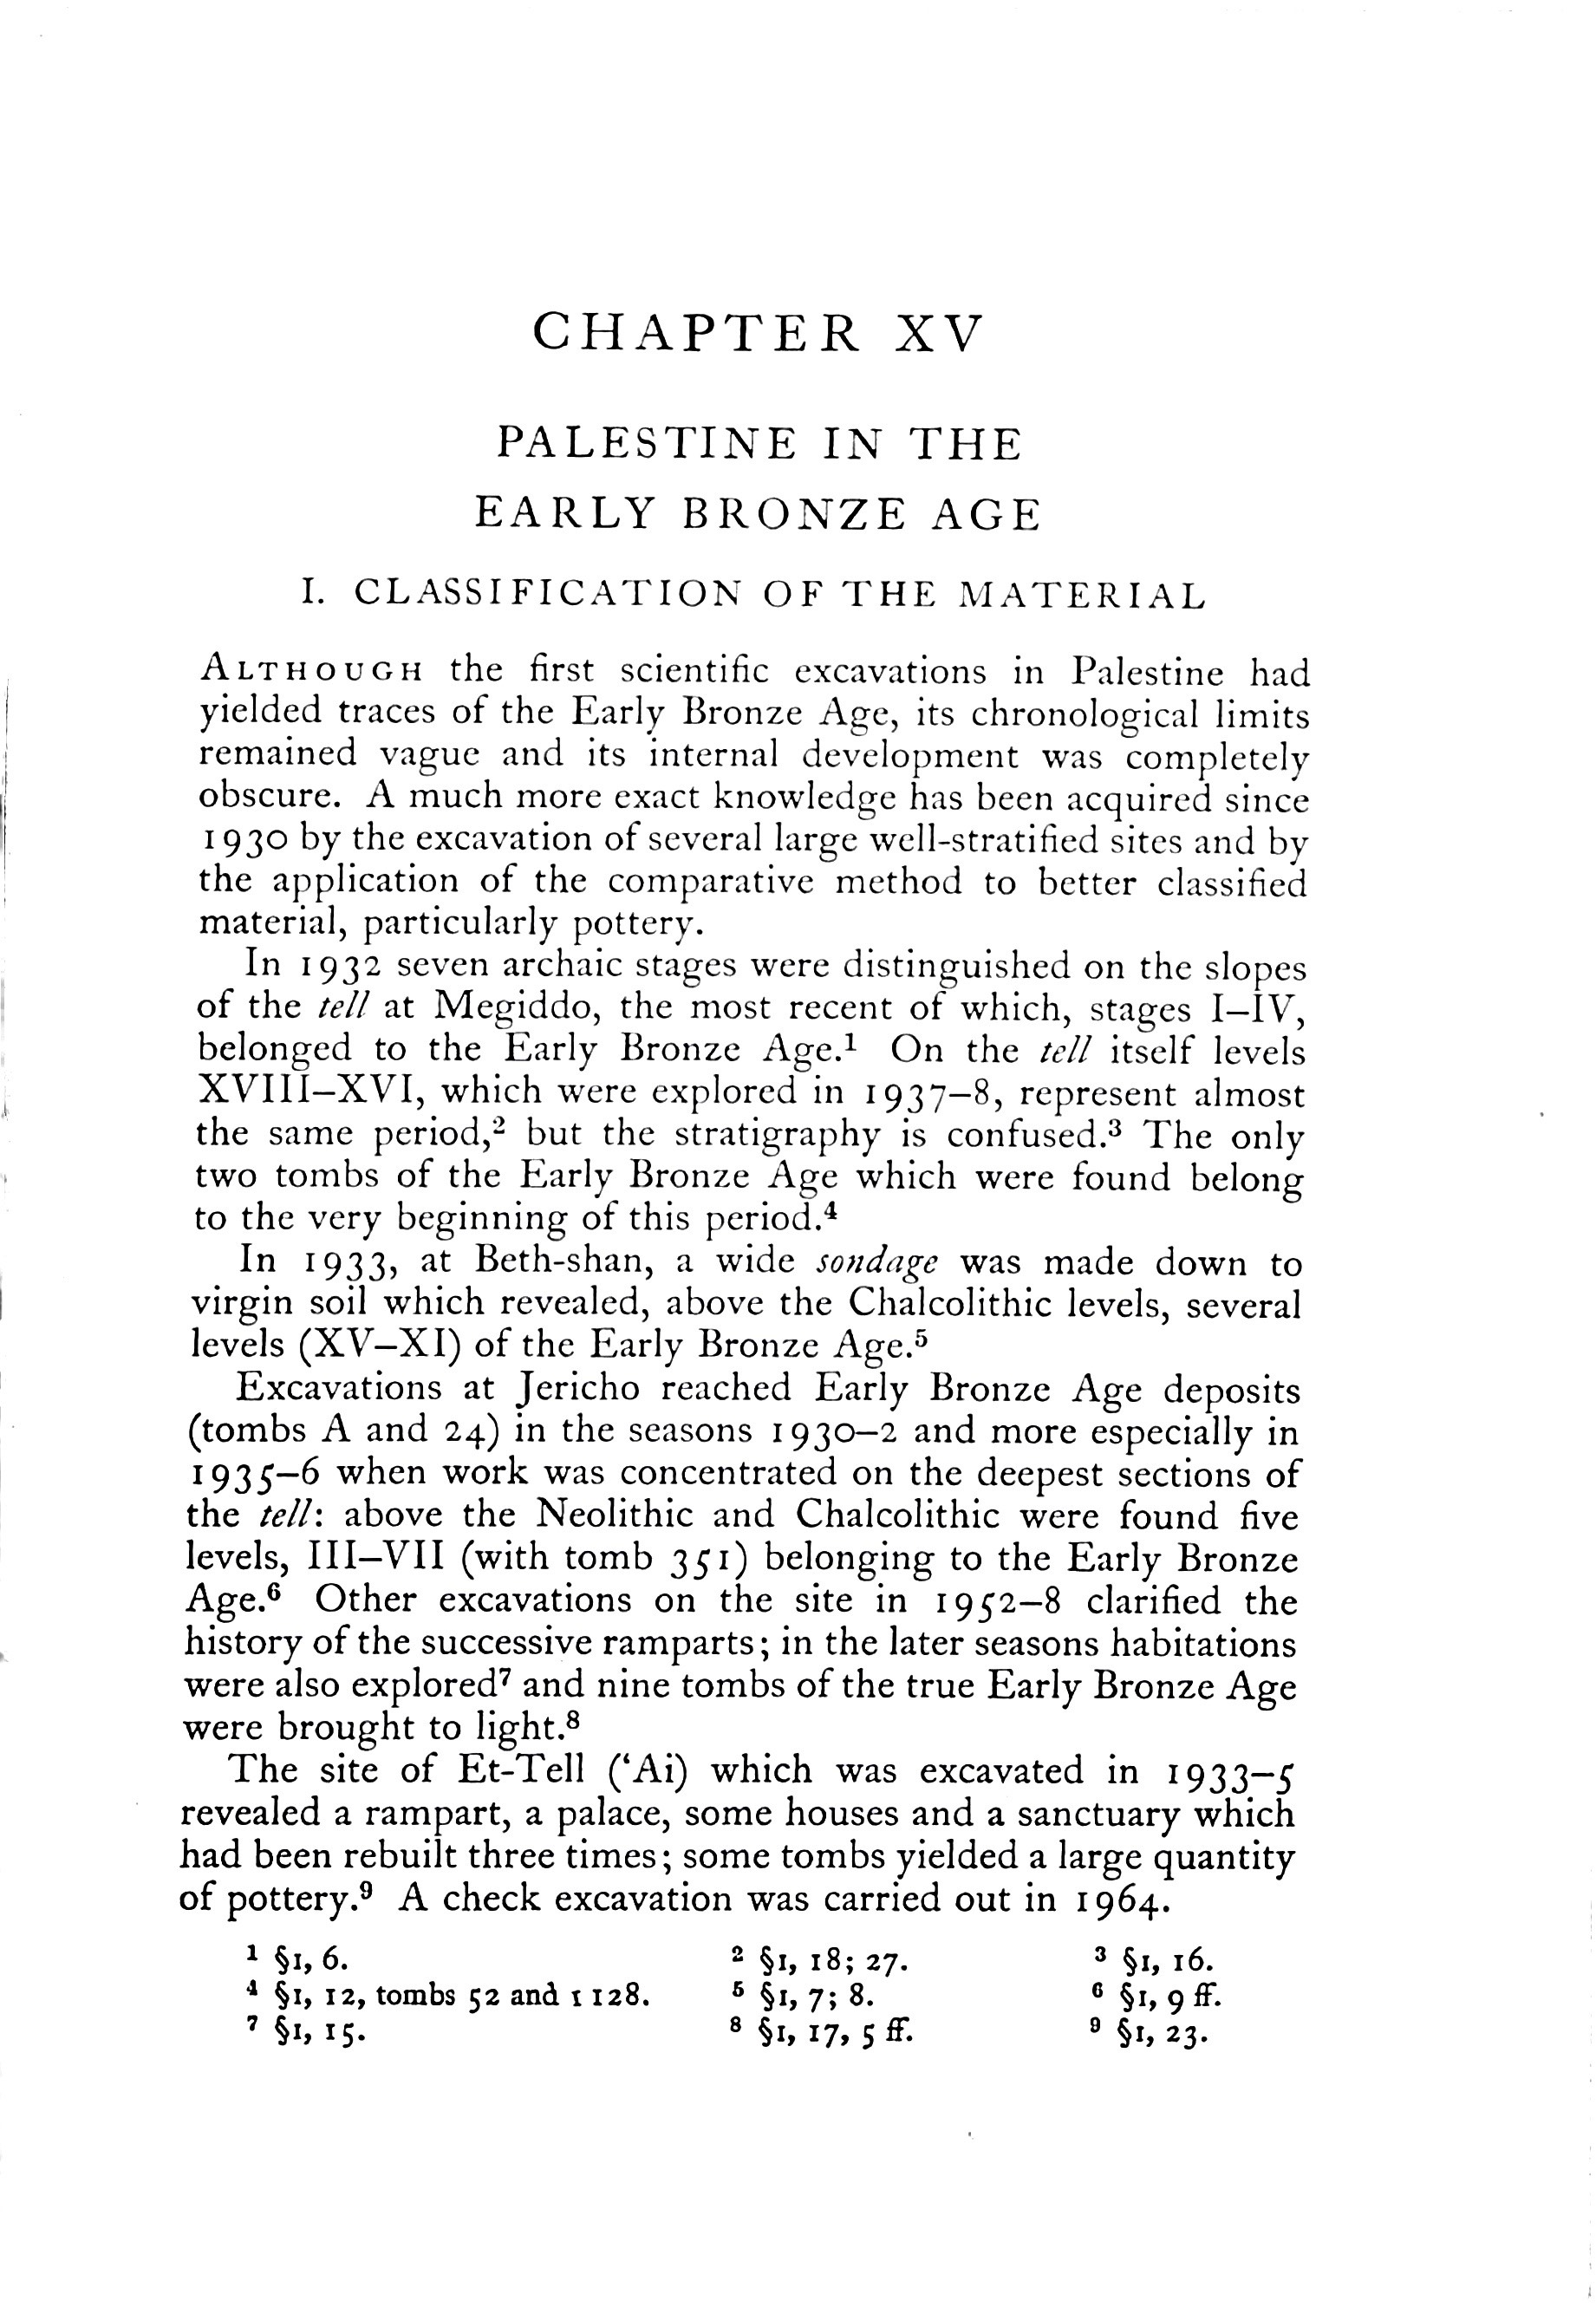 CHAPTER XV
PALESTINE IN THE
EARLY BRONZE AGE
I. CLASSIFICATION OF THE MATERIAL
ALTHOUGH the first scientific excavations in Palestine had
yielded traces of the Early Bronze Age, its chronological limits
remained vague and its internal development was completely
obscure. A much more exact knowledge has been acquired since
1930 by the excavation of several large well-stratified sites and by
the application of the comparative method to better classified
material, particularly pottery.
In 1932 seven archaic stages were distinguished on the slopes
of the tell at Megiddo, the most recent of which, stages I–IV,
belonged to the Early Bronze Age.¹ On the tell itself levels
XVIII–XVI, which were explored in 1937–8, represent almost
the same period,² but the stratigraphy is confused.³ The only
two tombs of the Early Bronze Age which were found belong
to the very beginning of this period.⁴
In 1933, at Beth-shan, a wide sondage was made down to
virgin soil which revealed, above the Chalcolithic levels, several
levels (XV–XI) of the Early Bronze Age.⁵
Excavations at Jericho reached Early Bronze Age deposits
(tombs A and 24) in the seasons 1930–2 and more especially in
1935–6 when work was concentrated on the deepest sections of
the tell: above the Neolithic and Chalcolithic were found five
levels, III–VII (with tomb 351) belonging to the Early Bronze
Age.⁶ Other excavations on the site in 1952–8 clarified the
history of the successive ramparts; in the later seasons habitations
were also explored⁷ and nine tombs of the true Early Bronze Age
were brought to light.⁸
The site of Et-Tell (‘Ai) which was excavated in 1933–5
revealed a rampart, a palace, some houses and a sanctuary which
had been rebuilt three times; some tombs yielded a large quantity
of pottery.⁹ A check excavation was carried out in 1964.
¹ §I, 6. ² §I, 18; 27. ³ §I, 16.
⁴ §I, 12, tombs 52 and 1128. ⁵ §I, 7; 8. ⁶ §I, 9 ff.
⁷ §I, 15. ⁸ §I, 17, 5 ff. ⁹ §I, 23.